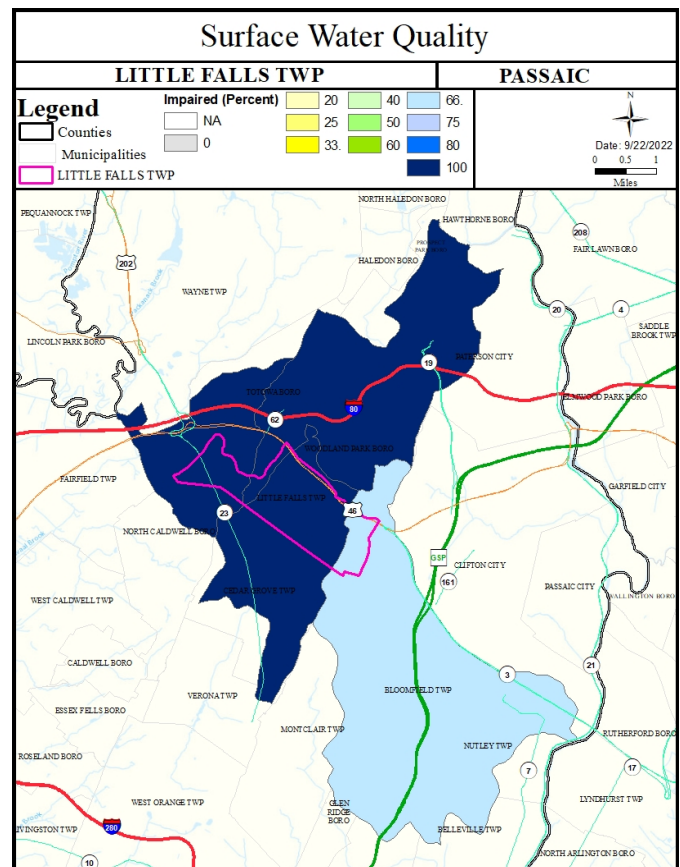 Surface Water Quality
LITTLE FALLS TWP
PASSAIC
Legend
Counties
Municipalities
LITTLE FALLS TWP
Impaired (Percent)
NA
0
20
25
33.
40
50
60
66.
75
80
100
N
Date: 9/22/2022
0 0.5 1
Miles
NORTH HALEDON BORO
PEQUANNOCK TWP
HAWTHORNE BORO
208
FAIR LAWN BORO
HALEDON BORO
202
WAYNE TWP
20
4
SADDLE
BROOK TWP
LINCOLN PARK BORO
PATERSON CITY
19
TOTOWA BORO
ELMWOOD PARK BORO
80
62
WOODLAND PARK BORO
FAIRFIELD TWP
GARFIELD CITY
LITTLE FALLS TWP
46
23
NORTH CALDWELL BORO
GSP
CLIFTON CITY
161
CEDAR GROVE TWP
PASSAIC CITY
WALLINGTON BORO
WEST CALDWELL TWP
CALDWELL BORO
21
3
VERONA TWP
BLOOMFIELD TWP
ESSEX FELLS BORO
MONTCLAIR TWP
RUTHERFORD BORO
NUTLEY TWP
ROSELAND BORO
7
17
WEST ORANGE TWP
GLEN
RIDGE
BORO
LYNDHURST TWP
280
LIVINGSTON TWP
BELLEVILLE TWP
NORTH ARLINGTON BORO
10